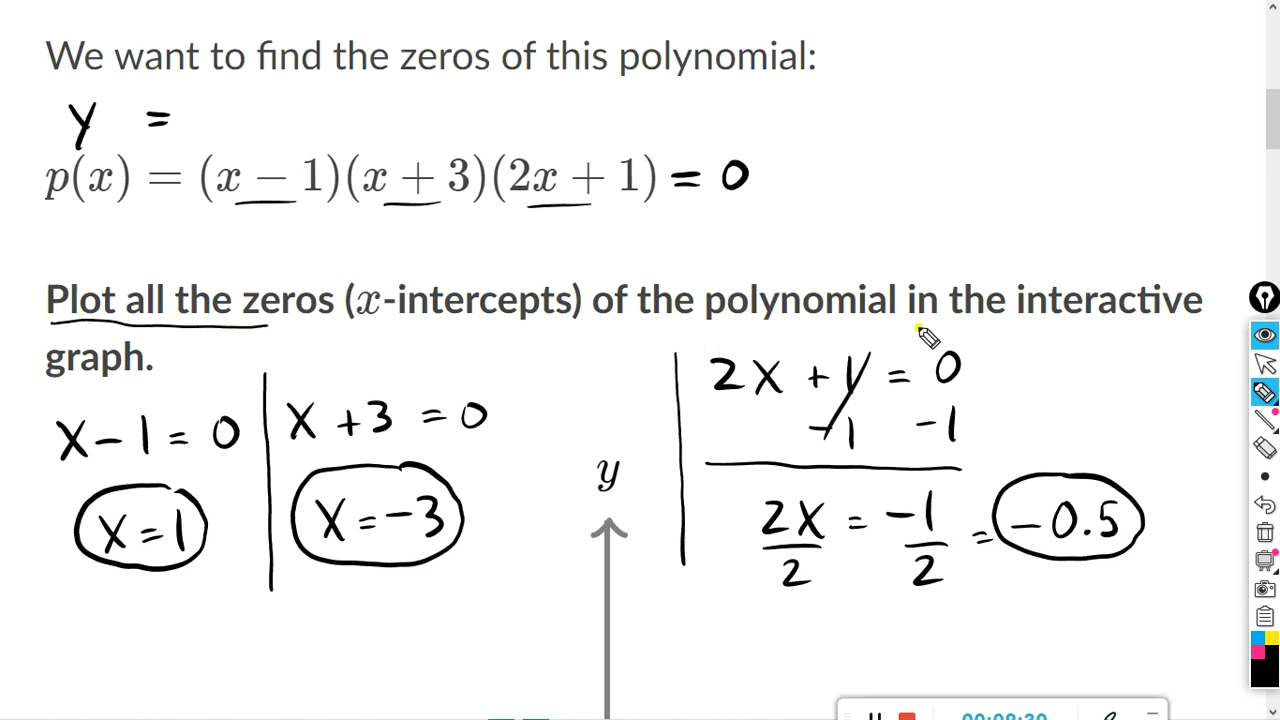 We want to find the zeros of this polynomial:
y =
p(x) = (x − 1)(x + 3)(2x + 1) = 0
Plot all the zeros (x-intercepts) of the polynomial in the interactive
graph.
x − 1 = 0
x = 1
x + 3 = 0
x = −3
2x + 1 = 0
−1 −1
2x/2 = −1/2 = −0.5
y